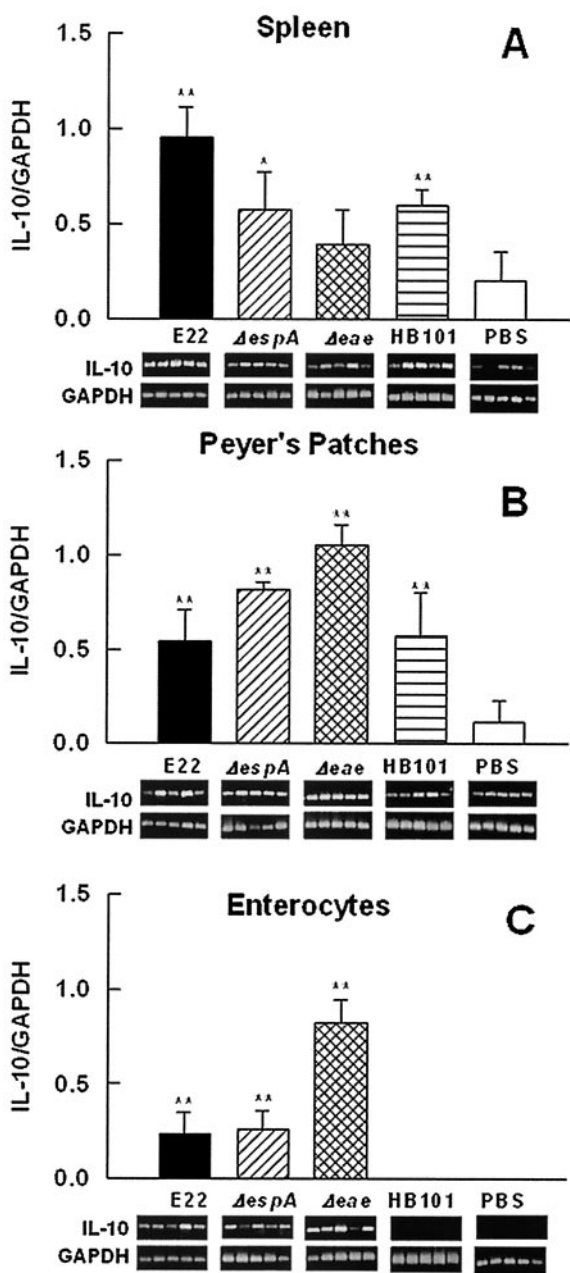 Spleen
A
1.5
1.0
0.5
0.0
IL-10/GAPDH
** * **
E22 ΔespA Δeae HB101 PBS
IL-10
GAPDH
Peyer's Patches
B
1.5
1.0
0.5
0.0
IL-10/GAPDH
** ** ** **
E22 ΔespA Δeae HB101 PBS
IL-10
GAPDH
Enterocytes
C
1.5
1.0
0.5
0.0
IL-10/GAPDH
** ** **
E22 ΔespA Δeae HB101 PBS
IL-10
GAPDH